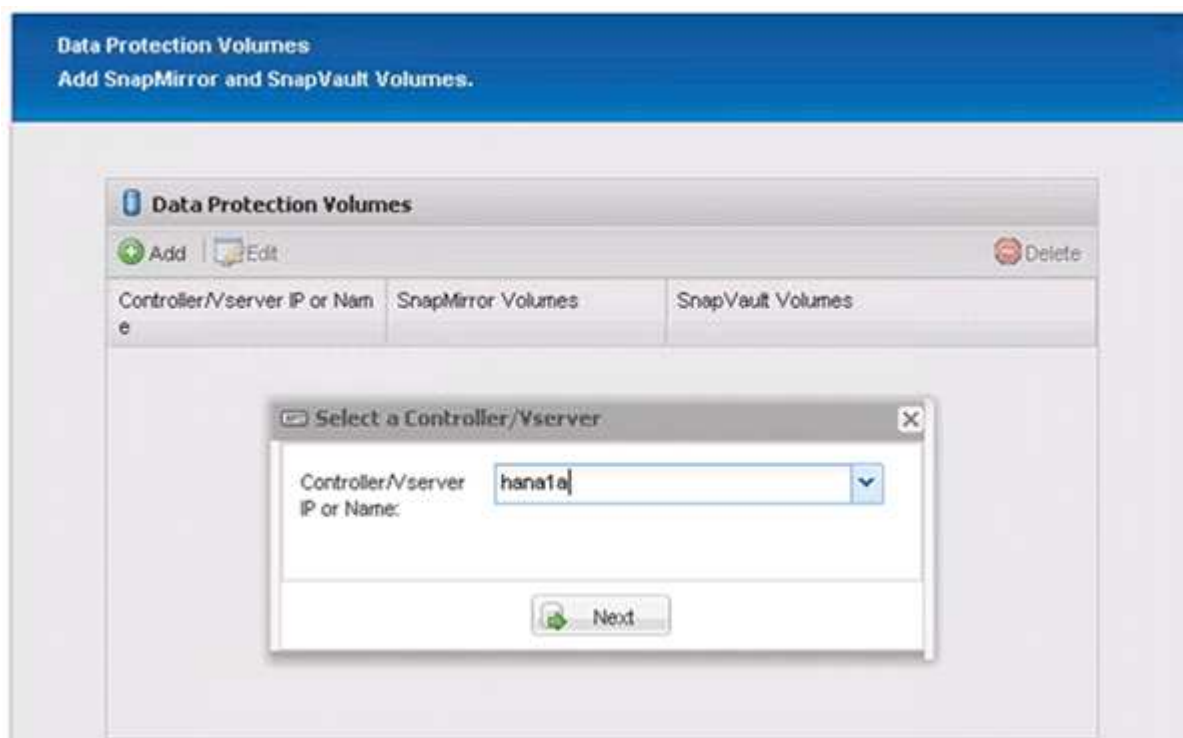 Data Protection Volumes
Add SnapMirror and SnapVault Volumes.
Data Protection Volumes
Add Edit Delete
Controller/Vserver IP or Nam SnapMirror Volumes SnapVault Volumes
e
Select a Controller/Vserver
Controller/Vserver hana1a
IP or Name:
Next